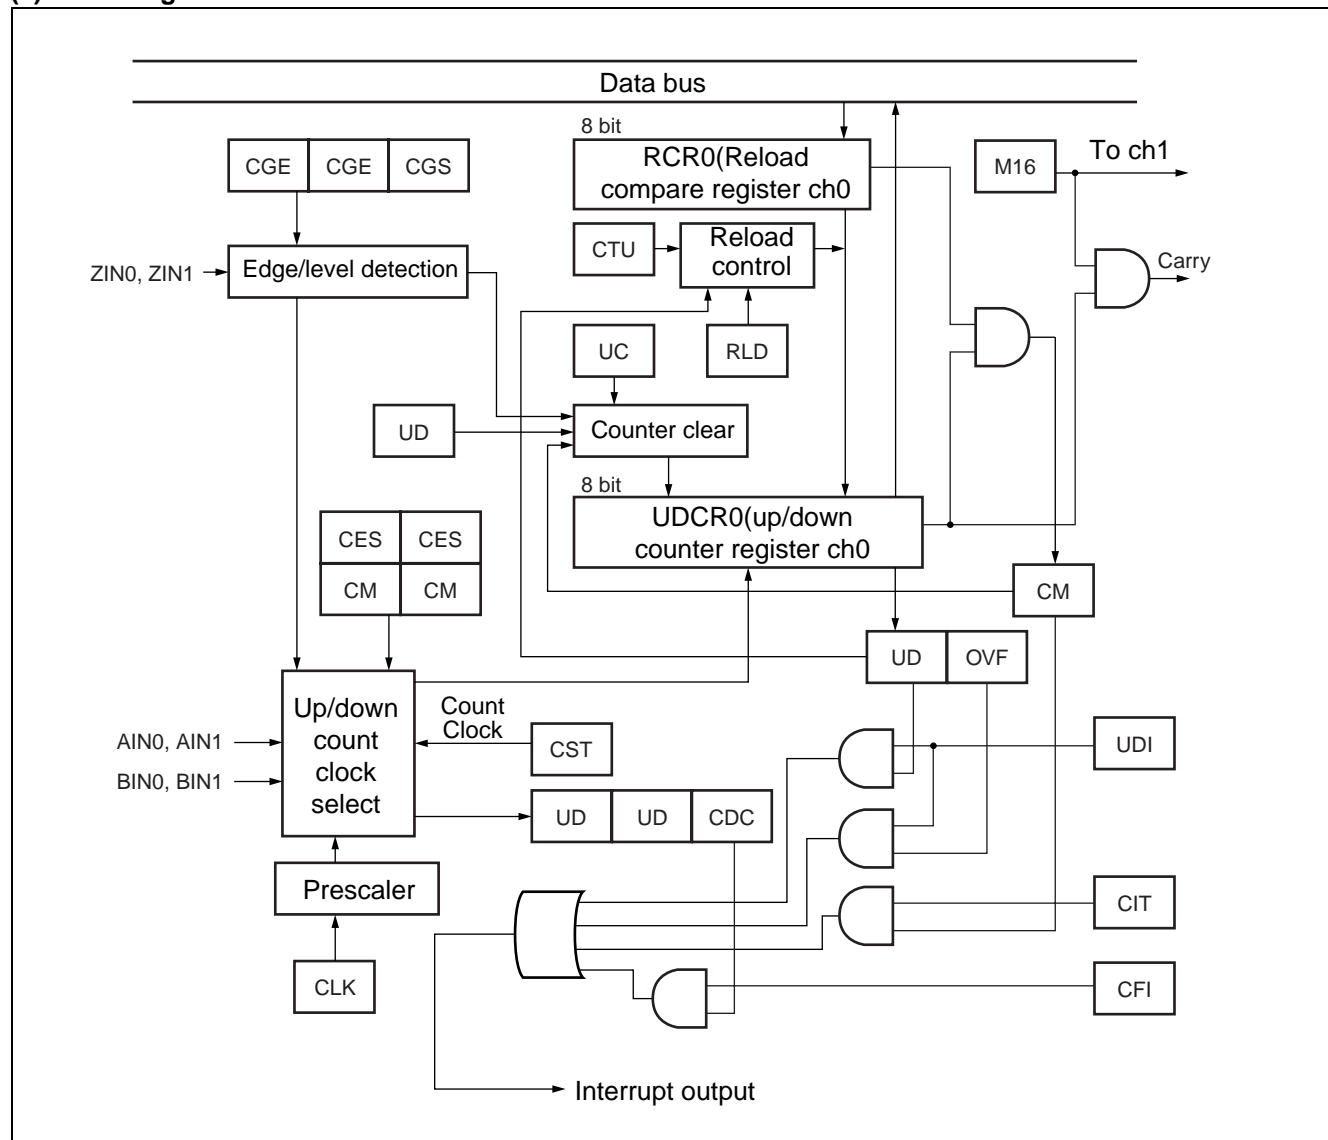 Data bus
8 bit
CGE CGE CGS
RCR0(Reload
compare register ch0
M16
To ch1
CTU
Reload
control
Edge/level detection
ZIN0, ZIN1
Carry
UC
RLD
UD
Counter clear
8 bit
UDCR0(up/down
counter register ch0
CES CES
CM CM
CM
UD OVF
Up/down
count
clock
select
Count
Clock
AIN0, AIN1
BIN0, BIN1
CST
UDI
UD UD CDC
Prescaler
CIT
CLK
CFI
Interrupt output